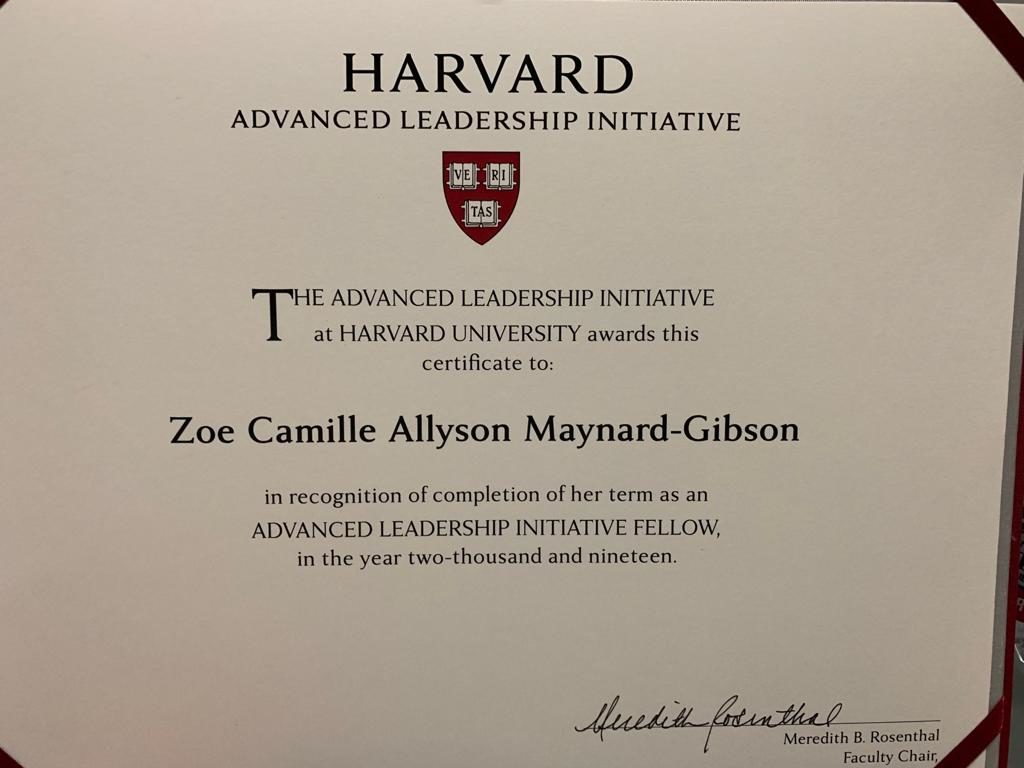 HARVARD
ADVANCED LEADERSHIP INITIATIVE
VE RI
TAS
THE ADVANCED LEADERSHIP INITIATIVE
at HARVARD UNIVERSITY awards this
certificate to:
Zoe Camille Allyson Maynard-Gibson
in recognition of completion of her term as an
ADVANCED LEADERSHIP INITIATIVE FELLOW,
in the year two-thousand and nineteen.
Meredith Rosenthal
Meredith B. Rosenthal
Faculty Chair,